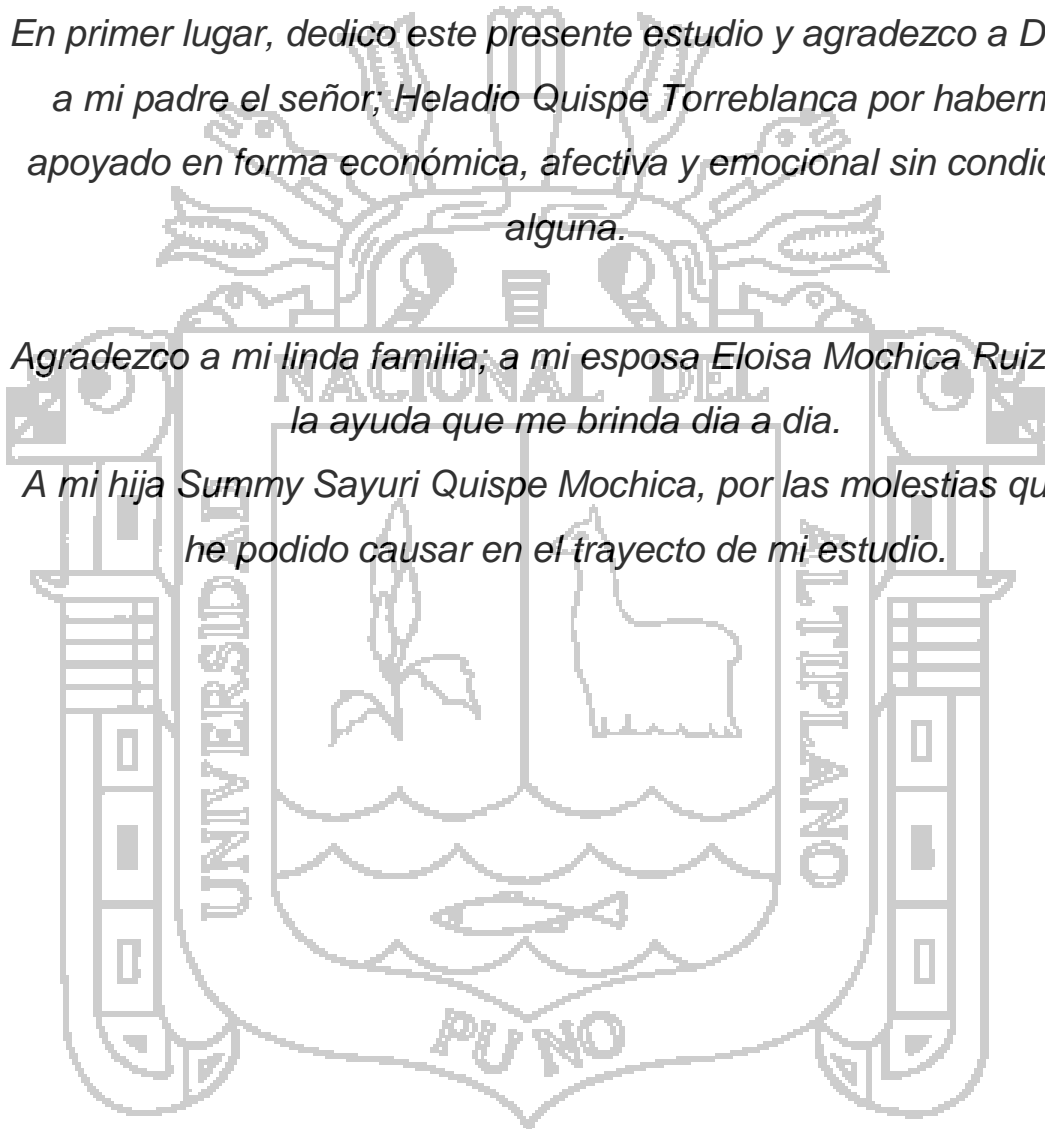 En primer lugar, dedico este presente estudio y agradezco a D
a mi padre el señor; Heladio Quispe Torreblanca por habern
apoyado en forma económica, afectiva y emocional sin condic
alguna.
Agradezco a mi linda familia; a mi esposa Eloisa Mochica Ruiz
la ayuda que me brinda dia a dia.
A mi hija Summy Sayuri Quispe Mochica, por las molestias qu
he podido causar en el trayecto de mi estudio.
NACIONAL DEL
UNIVERSIDAD
ALTIPLANO
PUNO